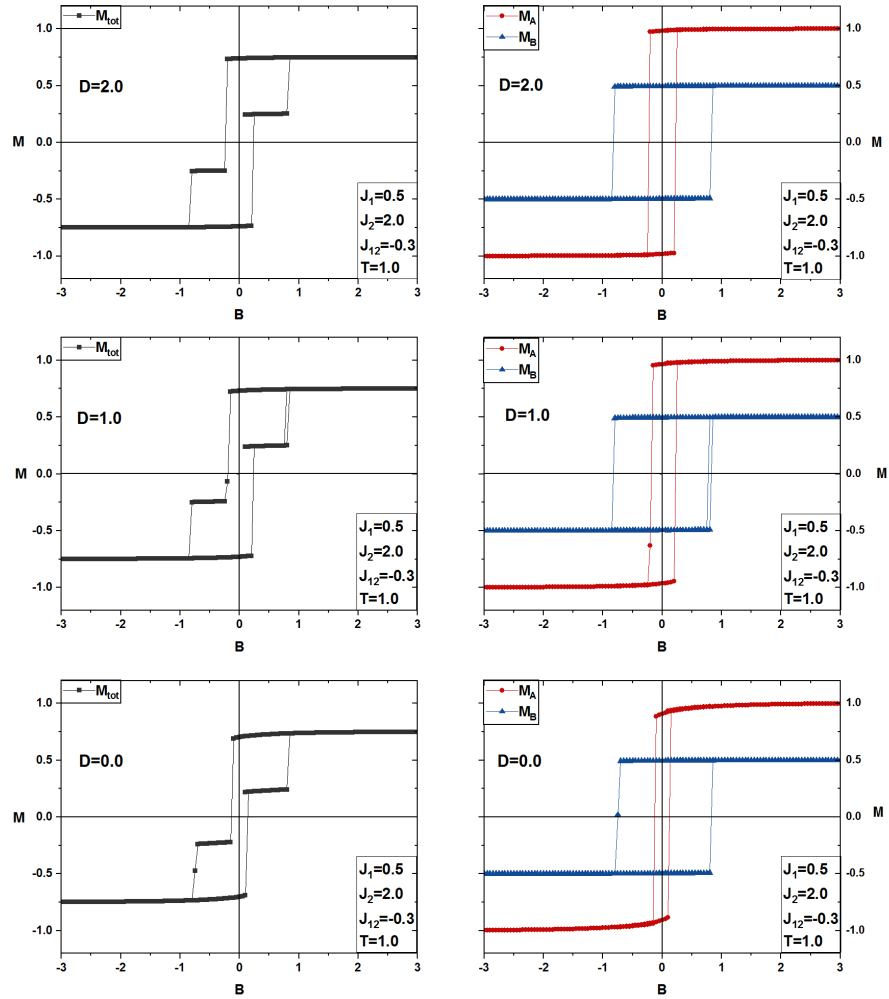 M_tot
D=2.0
M
1.0
0.5
0.0
-0.5
-1.0
J_1=0.5
J_2=2.0
J_12=-0.3
T=1.0
-3 -2 -1 0 1 2 3
B
M_A
M_B
D=2.0
1.0
0.5
0.0
-0.5
-1.0
M
J_1=0.5
J_2=2.0
J_12=-0.3
T=1.0
-3 -2 -1 0 1 2 3
B
M_tot
D=1.0
M
1.0
0.5
0.0
-0.5
-1.0
J_1=0.5
J_2=2.0
J_12=-0.3
T=1.0
-3 -2 -1 0 1 2 3
B
M_A
M_B
D=1.0
1.0
0.5
0.0
-0.5
-1.0
M
J_1=0.5
J_2=2.0
J_12=-0.3
T=1.0
-3 -2 -1 0 1 2 3
B
M_tot
D=0.0
M
1.0
0.5
0.0
-0.5
-1.0
J_1=0.5
J_2=2.0
J_12=-0.3
T=1.0
-3 -2 -1 0 1 2 3
B
M_A
M_B
D=0.0
1.0
0.5
0.0
-0.5
-1.0
M
J_1=0.5
J_2=2.0
J_12=-0.3
T=1.0
-3 -2 -1 0 1 2 3
B